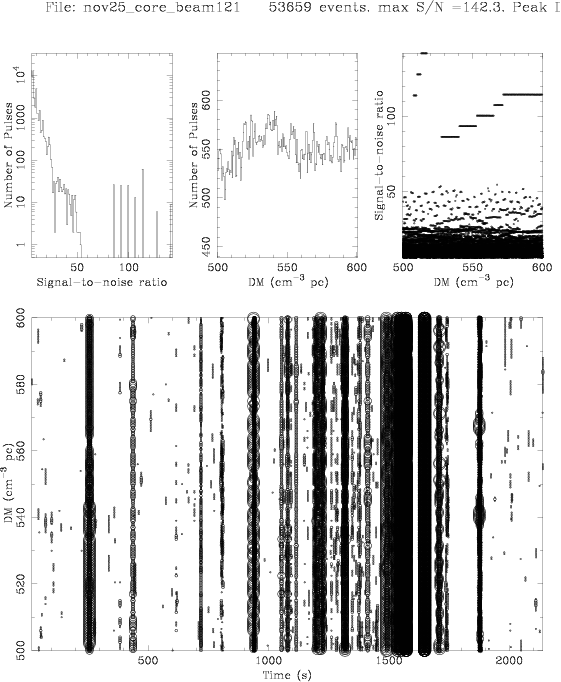 File: nov25_core_beam121 53659 events. max S/N =142.3. Peak
Number of Pulses
10⁴
1000
100
10
1
50 100
Signal-to-noise ratio
Number of Pulses
600
550
500
450
500 550 600
DM (cm⁻³ pc)
Signal-to-noise ratio
100
50
500 550 600
DM (cm⁻³ pc)
DM (cm⁻³ pc)
600
580
560
540
520
500
500 1000 1500 2000
Time (s)